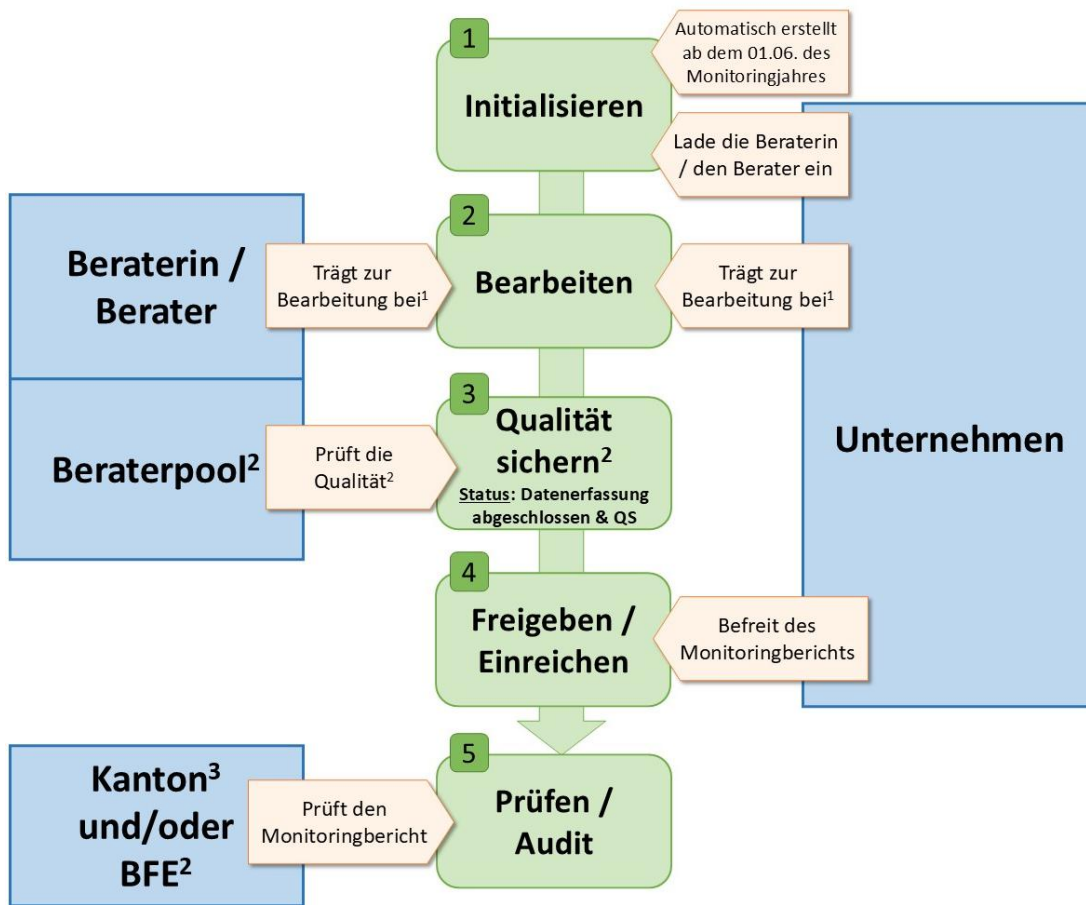 1
Initialisieren
Automatisch erstellt
ab dem 01.06. des
Monitoringjahres
Lade die Beraterin
/ den Berater ein
Unternehmen
2
Bearbeiten
Beraterin /
Berater
Trägt zur
Bearbeitung bei¹
Trägt zur
Bearbeitung bei¹
3
Qualität
sichern²
Status: Datenerfassung
abgeschlossen & QS
Beraterpool²
Prüft die
Qualität²
4
Freigeben /
Einreichen
Befreit des
Monitoringberichts
5
Prüfen /
Audit
Kanton³
und/oder
BFE²
Prüft den
Monitoringbericht